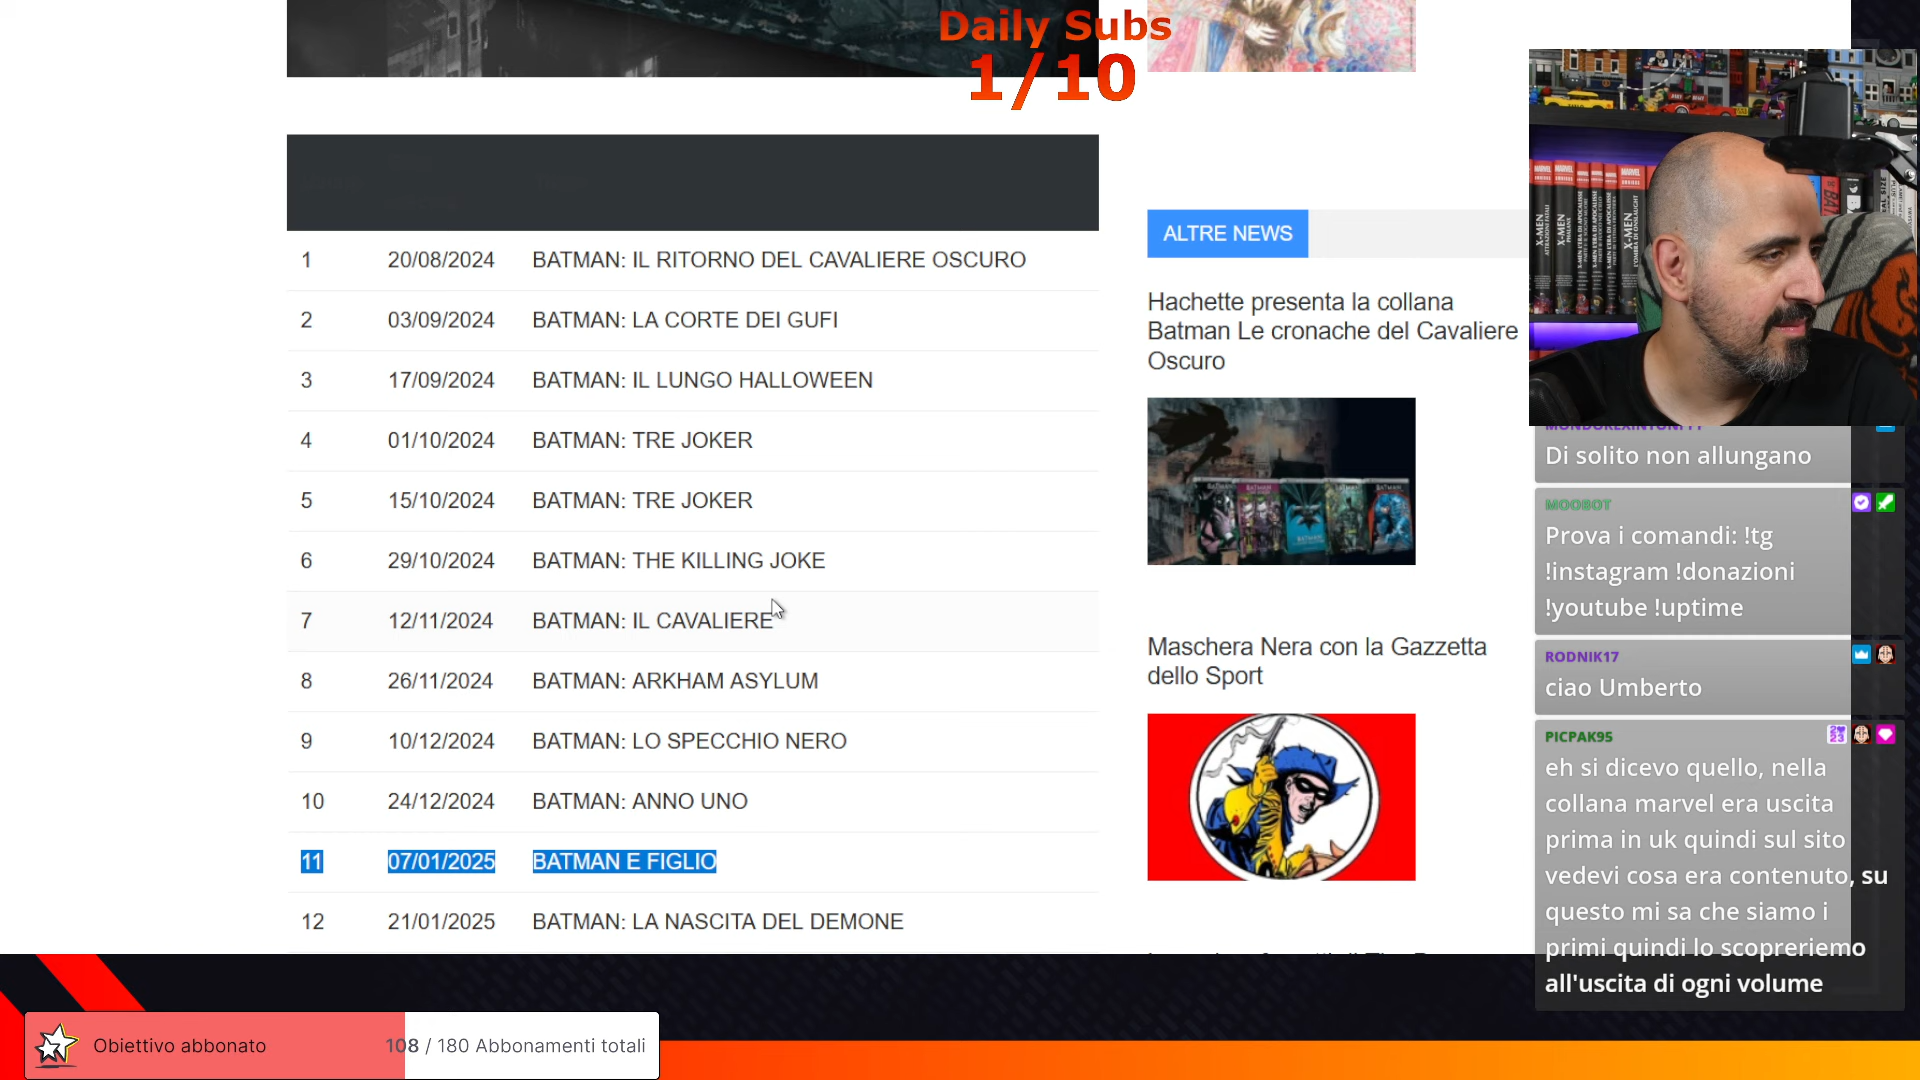 Daily Subs
1/10
1 20/08/2024 BATMAN: IL RITORNO DEL CAVALIERE OSCURO
2 03/09/2024 BATMAN: LA CORTE DEI GUFI
3 17/09/2024 BATMAN: IL LUNGO HALLOWEEN
4 01/10/2024 BATMAN: TRE JOKER
5 15/10/2024 BATMAN: TRE JOKER
6 29/10/2024 BATMAN: THE KILLING JOKE
7 12/11/2024 BATMAN: IL CAVALIERE
8 26/11/2024 BATMAN: ARKHAM ASYLUM
9 10/12/2024 BATMAN: LO SPECCHIO NERO
10 24/12/2024 BATMAN: ANNO UNO
11 07/01/2025 BATMAN E FIGLIO
12 21/01/2025 BATMAN: LA NASCITA DEL DEMONE
ALTRE NEWS
Hachette presenta la collana
Batman Le cronache del Cavaliere
Oscuro
Maschera Nera con la Gazzetta
dello Sport
MARVEL
X-MEN
X-MEN
X-MEN
Di solito non allungano
MOOBOT
Prova i comandi: !tg
!instagram !donazioni
!youtube !uptime
RODNIK17
ciao Umberto
PICPAK95
eh si dicevo quello, nella
collana marvel era uscita
prima in uk quindi sul sito
vedevi cosa era contenuto, su
questo mi sa che siamo i
primi quindi lo scopreriemo
all'uscita di ogni volume
Obiettivo abbonato 108 / 180 Abbonamenti totali